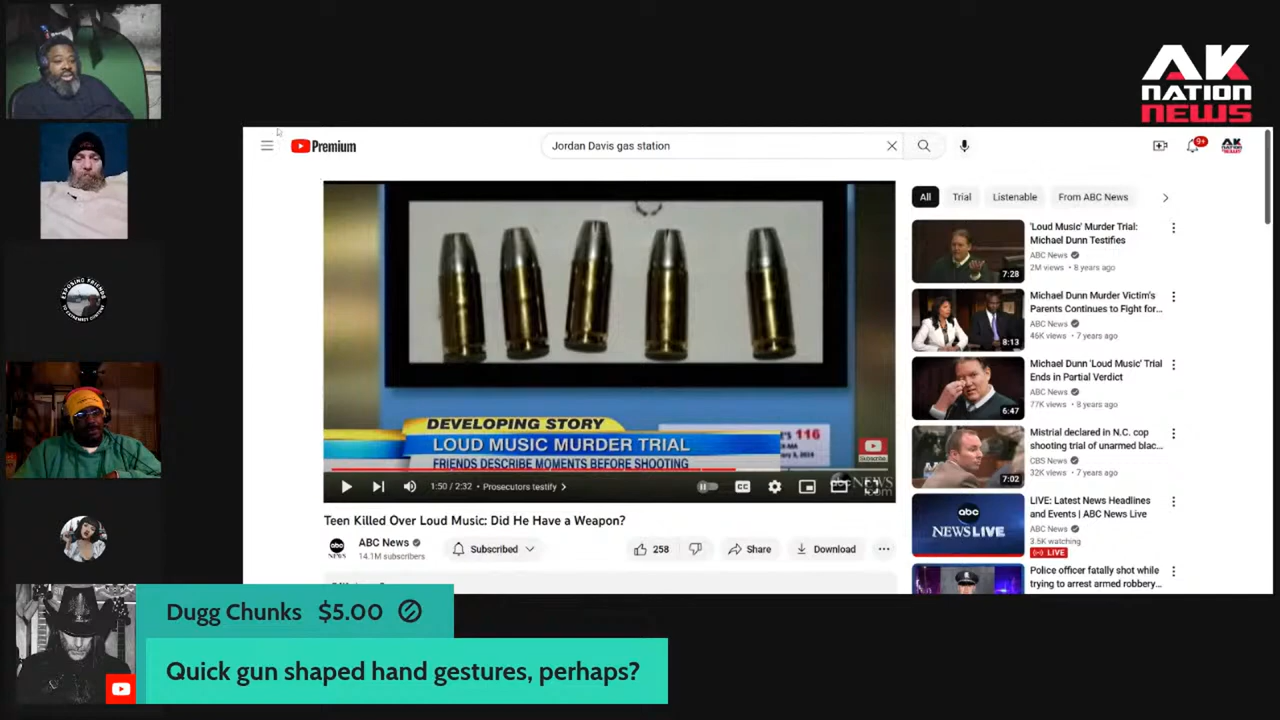 AK
NATION
NEWS
Premium
Jordan Davis gas station
9+
All
Trial
Listenable
From ABC News
DEVELOPING STORY
LOUD MUSIC MURDER TRIAL
FRIENDS DESCRIBE MOMENTS BEFORE SHOOTING
116
Subscribe
1:50 / 2:32 • Prosecutors testify
CC
Teen Killed Over Loud Music: Did He Have a Weapon?
ABC News
14.1M subscribers
Subscribed
258
Share
Download
'Loud Music' Murder Trial:
Michael Dunn Testifies
ABC News
2M views • 8 years ago
7:28
Michael Dunn Murder Victim's
Parents Continues to Fight for...
ABC News
46K views • 7 years ago
8:13
Michael Dunn 'Loud Music' Trial
Ends in Partial Verdict
ABC News
77K views • 8 years ago
6:47
Mistrial declared in N.C. cop
shooting trial of unarmed blac...
CBS News
32K views • 7 years ago
7:02
abc
NEWS LIVE
LIVE: Latest News Headlines
and Events | ABC News Live
ABC News
3.5K watching
LIVE
Police officer fatally shot while
trying to arrest armed robbery...
Dugg Chunks $5.00
Quick gun shaped hand gestures, perhaps?